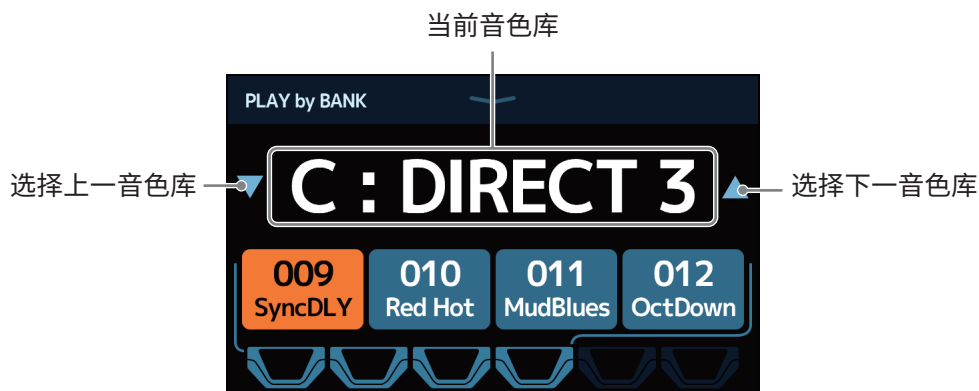 当前音色库
PLAY by BANK
选择上一音色库
C : DIRECT 3
选择下一音色库
009
SyncDLY
010
Red Hot
011
MudBlues
012
OctDown